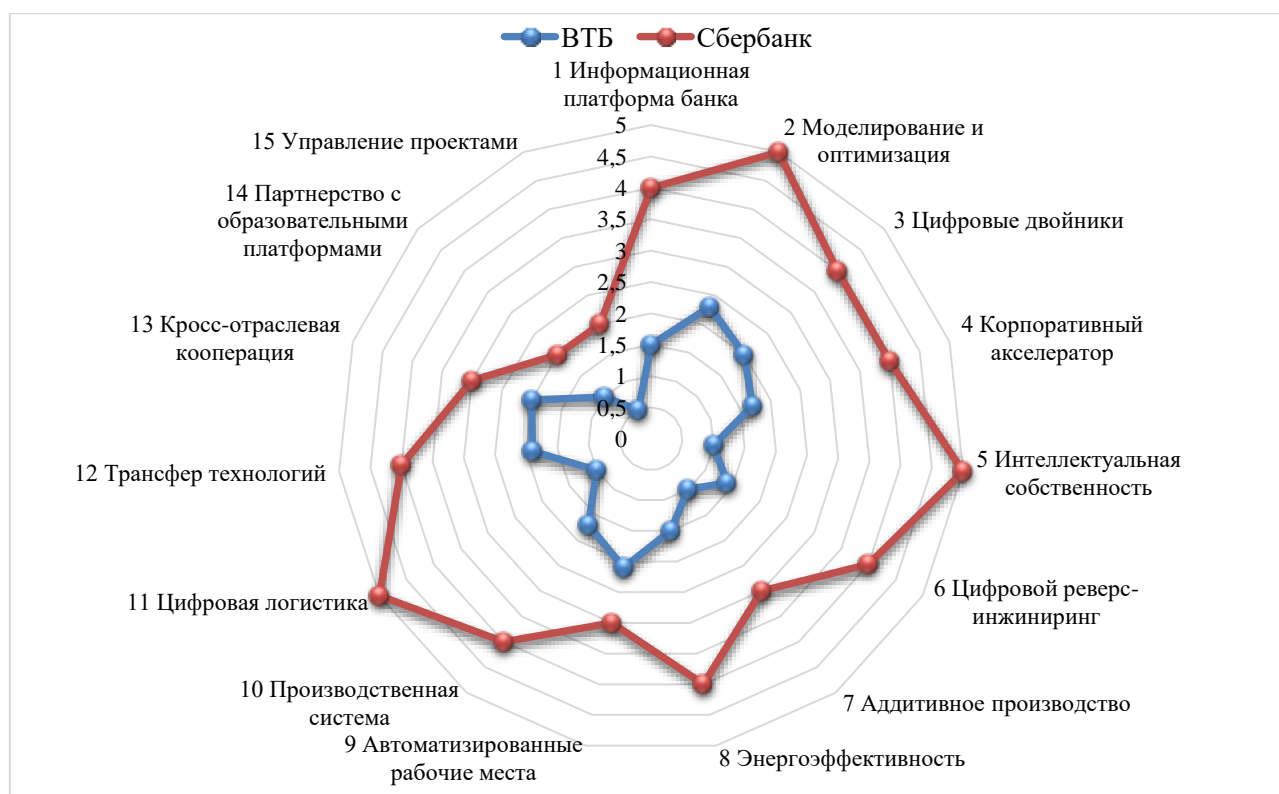 ВТБ Сбербанк
1 Информационная
платформа банка
2 Моделирование и
оптимизация
3 Цифровые двойники
4 Корпоративный
акселератор
5 Интеллектуальная
собственность
6 Цифровой реверс-
инжиниринг
7 Аддитивное производство
8 Энергоэффективность
9 Автоматизированные
рабочие места
10 Производственная
система
11 Цифровая логистика
12 Трансфер технологий
13 Кросс-отраслевая
кооперация
14 Партнерство с
образовательными
платформами
15 Управление проектами
5
4,5
4
3,5
3
2,5
2
1,5
1
0,5
0